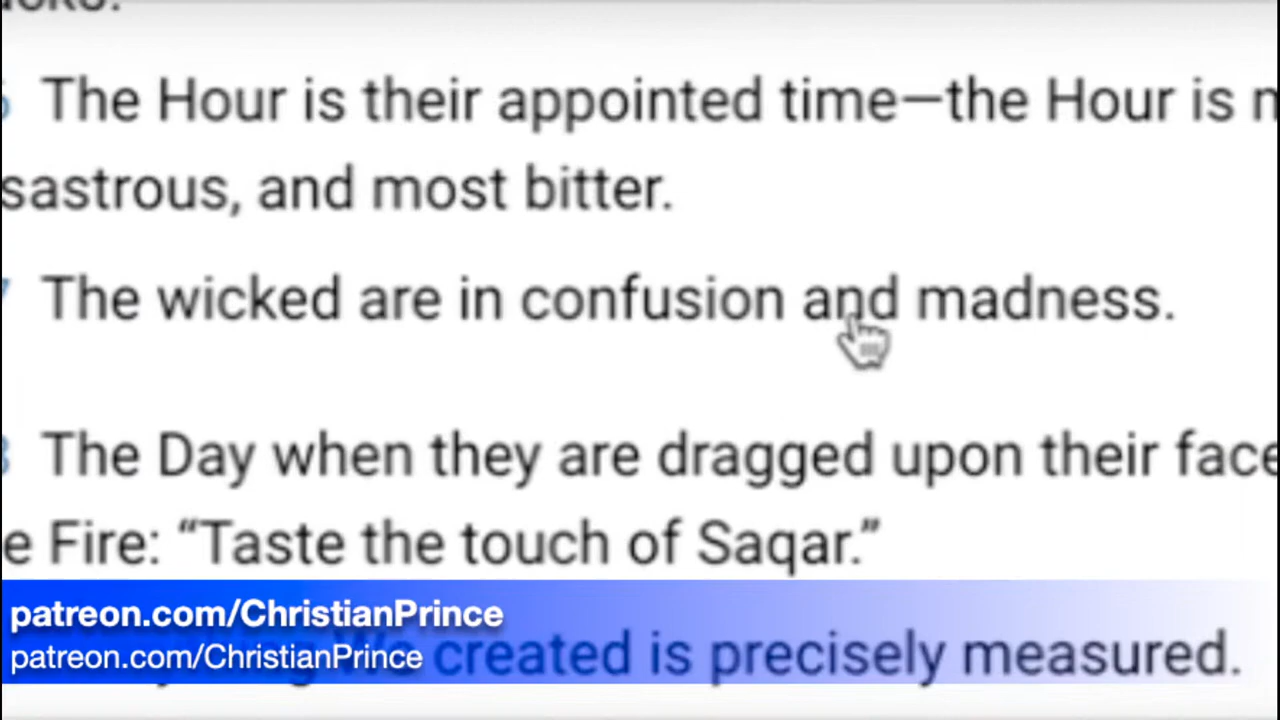 The Hour is their appointed time—the Hour is
sastrous, and most bitter.
The wicked are in confusion and madness.
The Day when they are dragged upon their face
e Fire: “Taste the touch of Saqar.”
patreon.com/ChristianPrince
patreon.com/ChristianPrince
created is precisely measured.